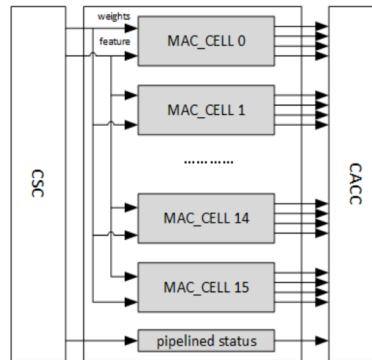 weights
MAC_CELL 0
feature
MAC_CELL 1
CSC
............
CACC
MAC_CELL 14
MAC_CELL 15
pipelined status